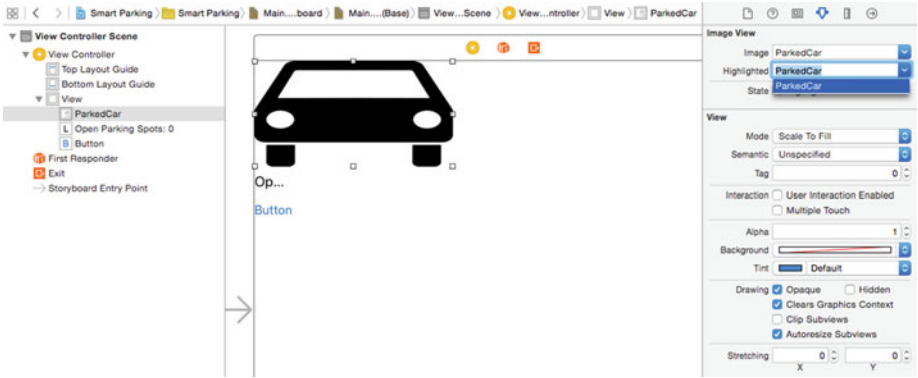 Smart Parking Smart Parking Main....board Main....(Base) View...Scene View...ntroller View ParkedCar
View Controller Scene
View Controller
Top Layout Guide
Bottom Layout Guide
View
ParkedCar
L Open Parking Spots: 0
B Button
First Responder
Exit
Storyboard Entry Point
Op...
Button
Image View
Image ParkedCar
Highlighted ParkedCar
ParkedCar
State
View
Mode Scale To Fill
Semantic Unspecified
Tag 0
Interaction User Interaction Enabled
Multiple Touch
Alpha 1
Background
Tint Default
Drawing Opaque Hidden
Clears Graphics Context
Clip Subviews
Autoresize Subviews
Stretching 0 0
X Y